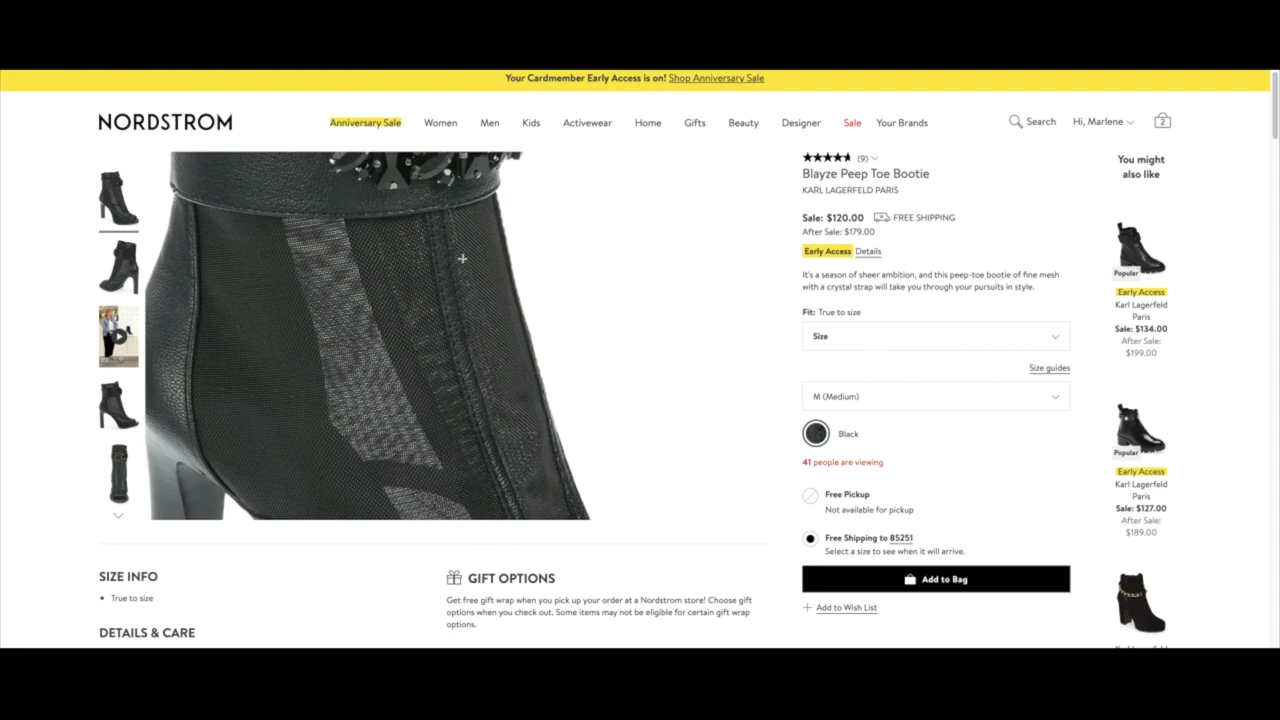 Your Cardmember Early Access is on! Shop Anniversary Sale
NORDSTROM
Anniversary Sale Women Men Kids Activewear Home Gifts Beauty Designer Sale Your Brands
Search Hi, Marlene 2
(9)
Blayze Peep Toe Bootie
KARL LAGERFELD PARIS
Sale: $120.00 FREE SHIPPING
After Sale: $179.00
Early Access Details
It's a season of sheer ambition, and this peep-toe bootie of fine mesh
with a crystal strap will take you through your pursuits in style.
Fit: True to size
Size
Size guides
M (Medium)
Black
41 people are viewing
Free Pickup
Not available for pickup
Free Shipping to 85251
Select a size to see when it will arrive.
Add to Bag
Add to Wish List
You might
also like
Popular
Early Access
Karl Lagerfeld
Paris
Sale: $134.00
After Sale:
$199.00
Popular
Early Access
Karl Lagerfeld
Paris
Sale: $127.00
After Sale:
$189.00
SIZE INFO
• True to size
DETAILS & CARE
GIFT OPTIONS
Get free gift wrap when you pick up your order at a Nordstrom store! Choose gift
options when you check out. Some items may not be eligible for certain gift wrap
options.